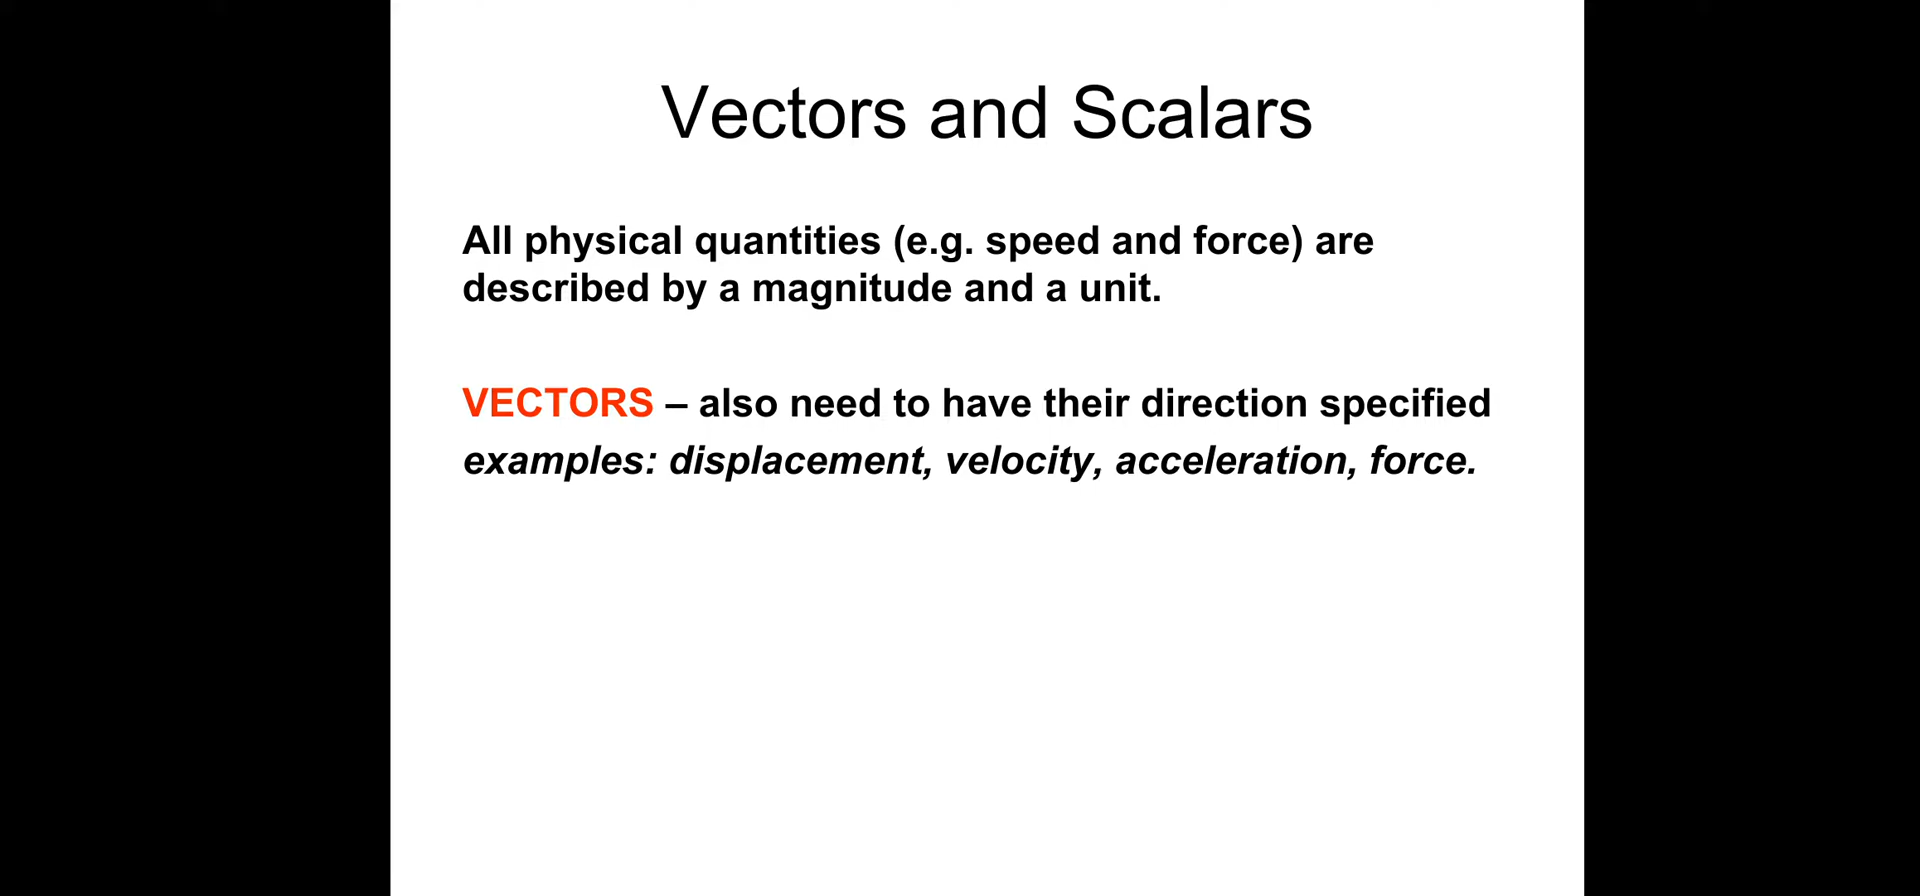 Vectors and Scalars
All physical quantities (e.g. speed and force) are
described by a magnitude and a unit.
VECTORS – also need to have their direction specified
examples: displacement, velocity, acceleration, force.